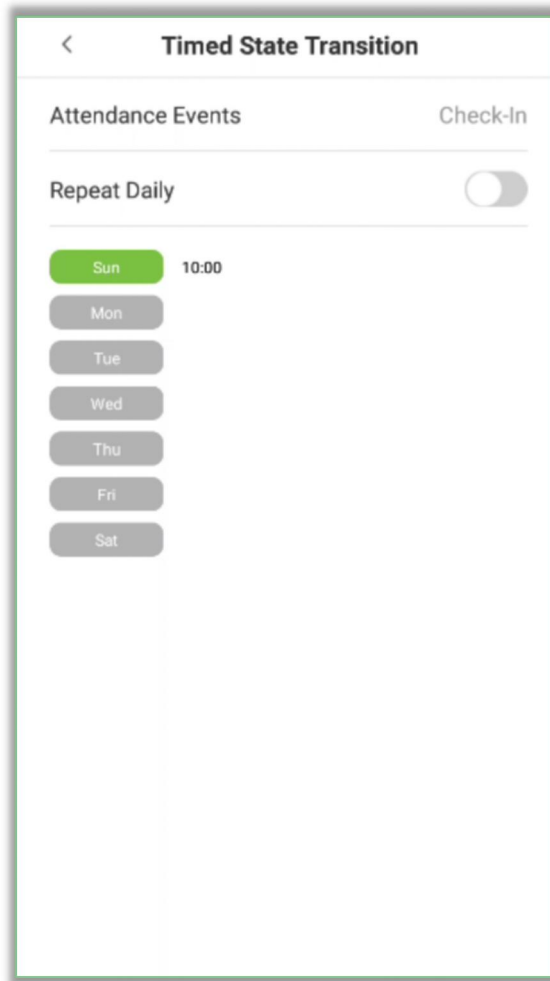 Timed State Transition
Attendance Events Check-In
Repeat Daily
Sun 10:00
Mon
Tue
Wed
Thu
Fri
Sat